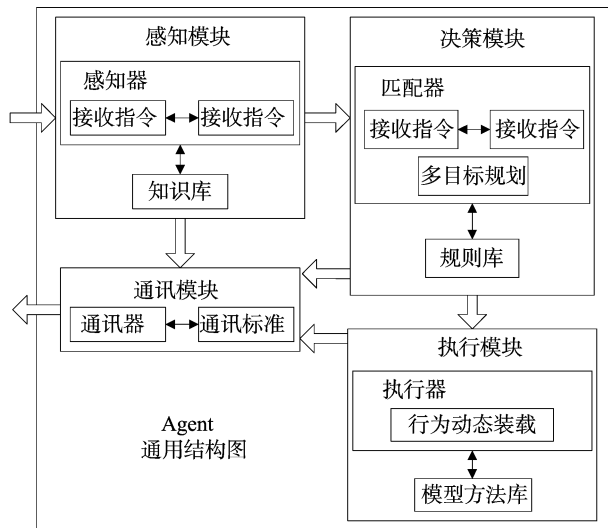 感知模块
感知器
接收指令
接收指令
知识库
决策模块
匹配器
接收指令
接收指令
多目标规划
规则库
通讯模块
通讯器
通讯标准
执行模块
执行器
行为动态装载
模型方法库
Agent
通用结构图